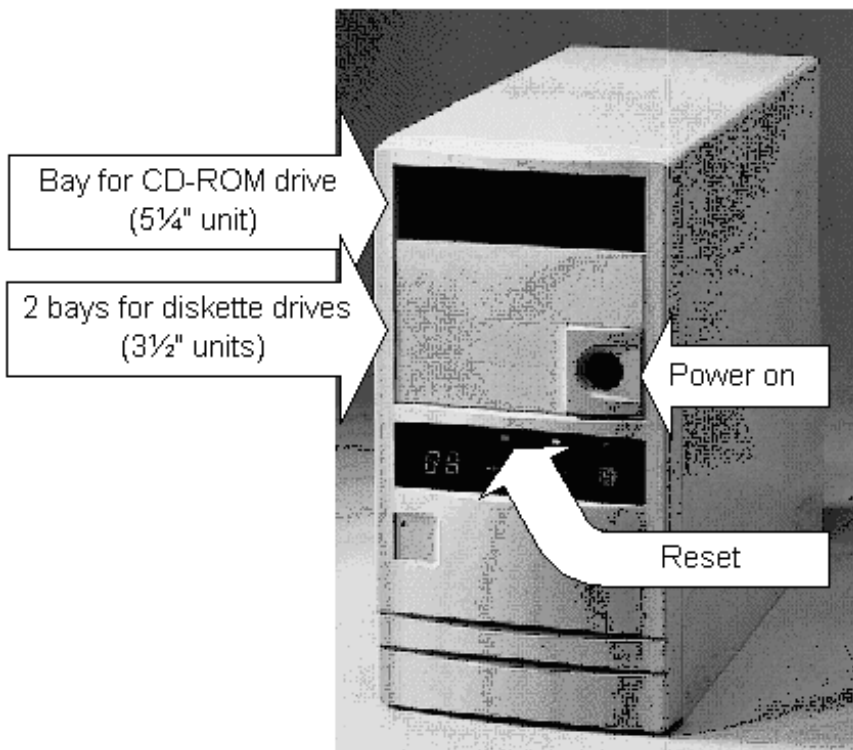 Bay for CD-ROM drive
(5¼" unit)
2 bays for diskette drives
(3½" units)
Power on
Reset